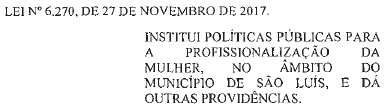 LEI Nº 6.270, DE 27 DE NOVEMBRO DE 2017.
INSTITUI POLÍTICAS PÚBLICAS PARA
A PROFISSIONALIZAÇÃO DA
MULHER, NO ÂMBITO DO
MUNICÍPIO DE SÃO LUÍS, E DÁ
OUTRAS PROVIDÊNCIAS.